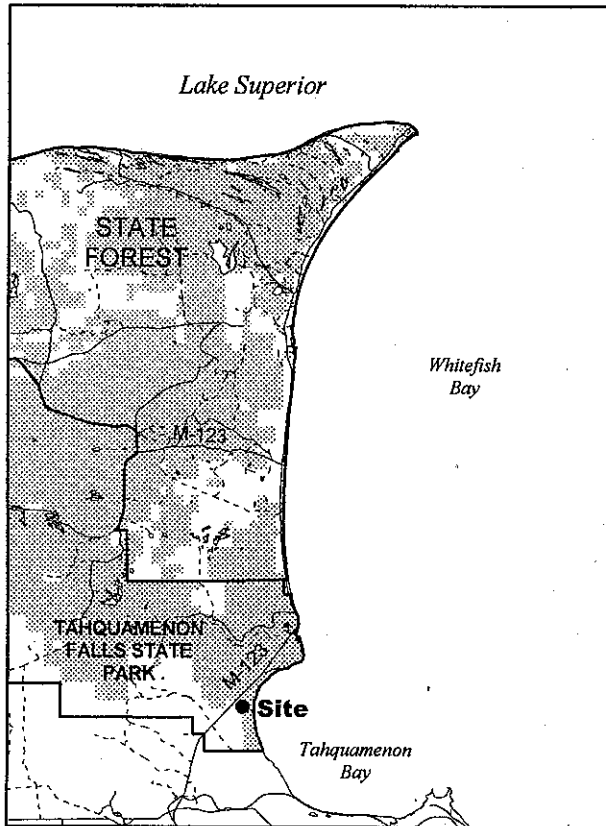 Lake Superior
STATE
FOREST
Whitefish
Bay
M-123
TAHQUAMENON
FALLS STATE
PARK
M-123
Site
Tahquamenon
Bay